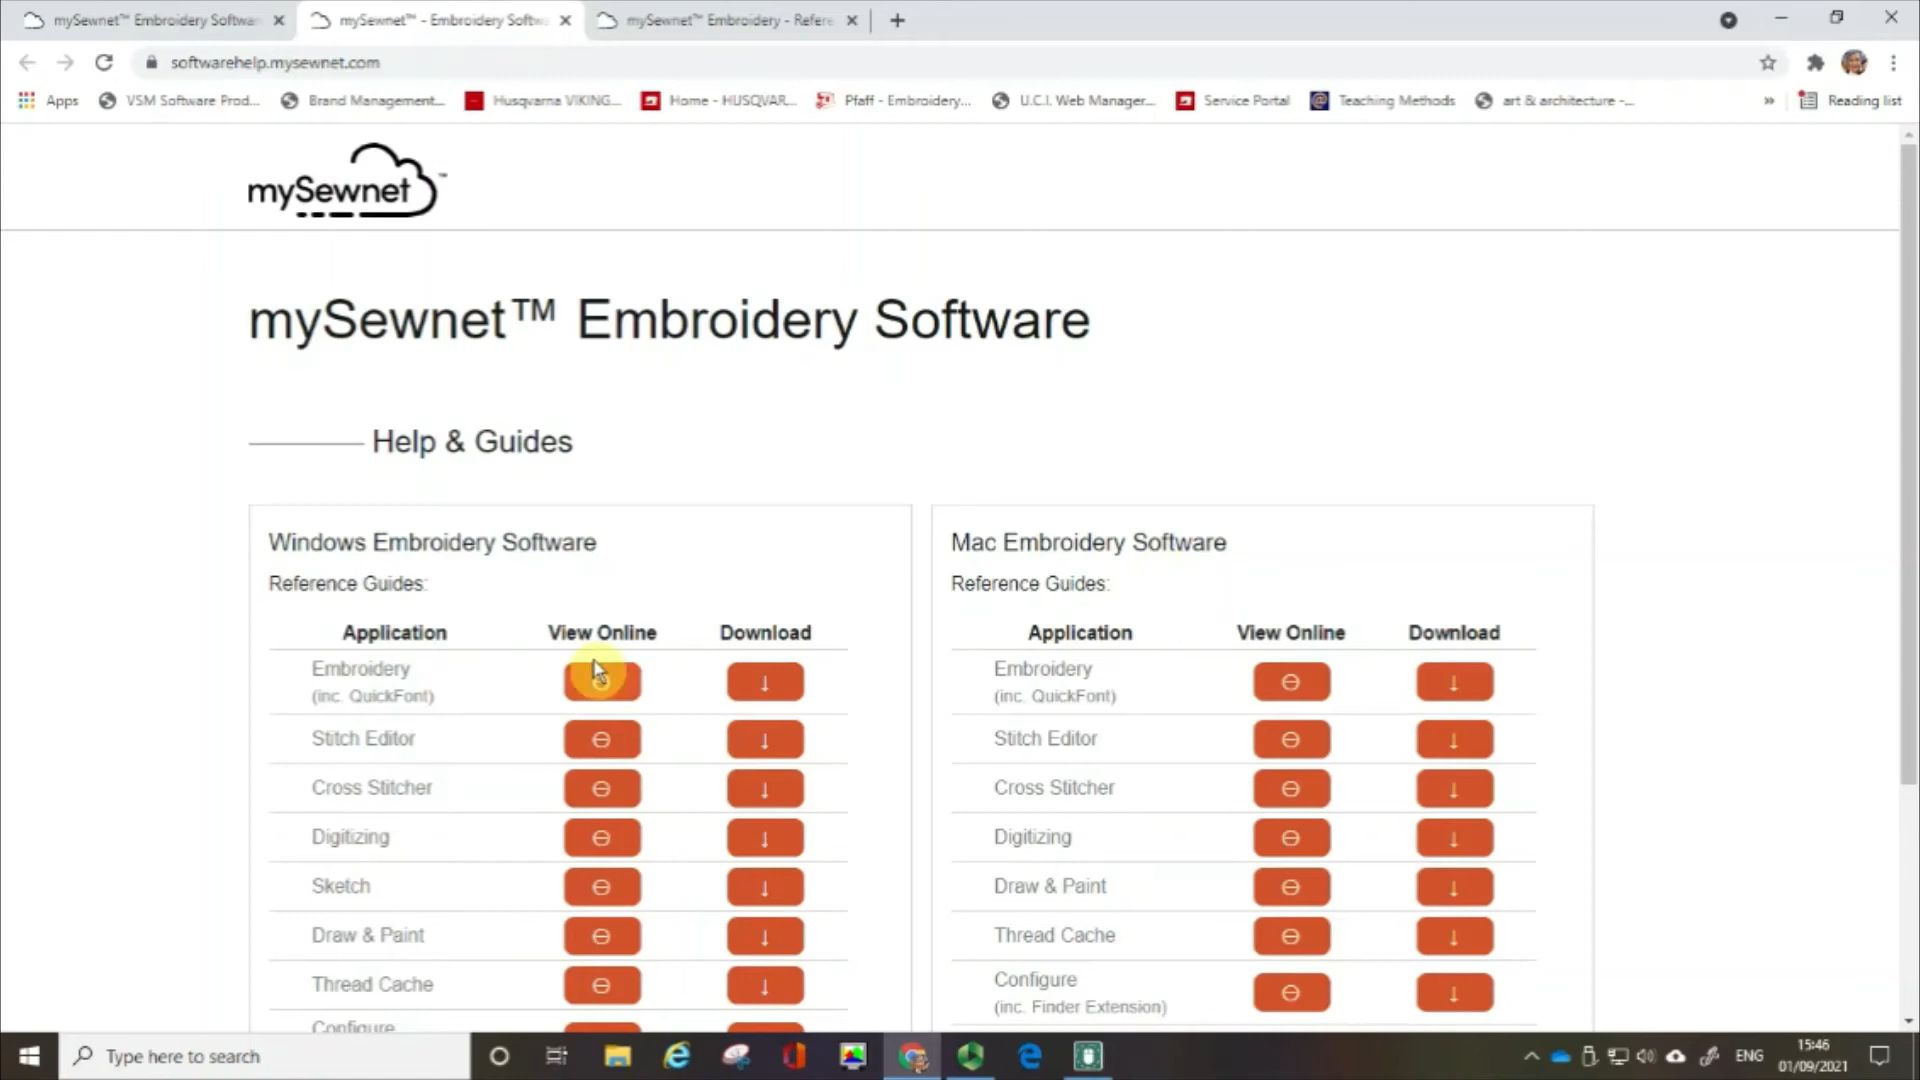 mySewnet™ Embroidery Softwar
mySewnet™ - Embroidery Softw
mySewnet™ Embroidery - Refere
softwarehelp.mysewnet.com
Apps
VSM Software Prod...
Brand Management...
Husqvarna VIKING...
Home - HUSQVAR...
Pfaff - Embroidery...
U.C.I. Web Manager...
Service Portal
Teaching Methods
art & architecture -...
»
Reading list
mySewnet™
mySewnet™ Embroidery Software
Help & Guides
Windows Embroidery Software
Reference Guides:
Application View Online Download
Embroidery
(inc. QuickFont)
Stitch Editor
Cross Stitcher
Digitizing
Sketch
Draw & Paint
Thread Cache
Configure
Mac Embroidery Software
Reference Guides:
Application View Online Download
Embroidery
(inc. QuickFont)
Stitch Editor
Cross Stitcher
Digitizing
Draw & Paint
Thread Cache
Configure
(inc. Finder Extension)
Type here to search
ENG
15:46
01/09/2021